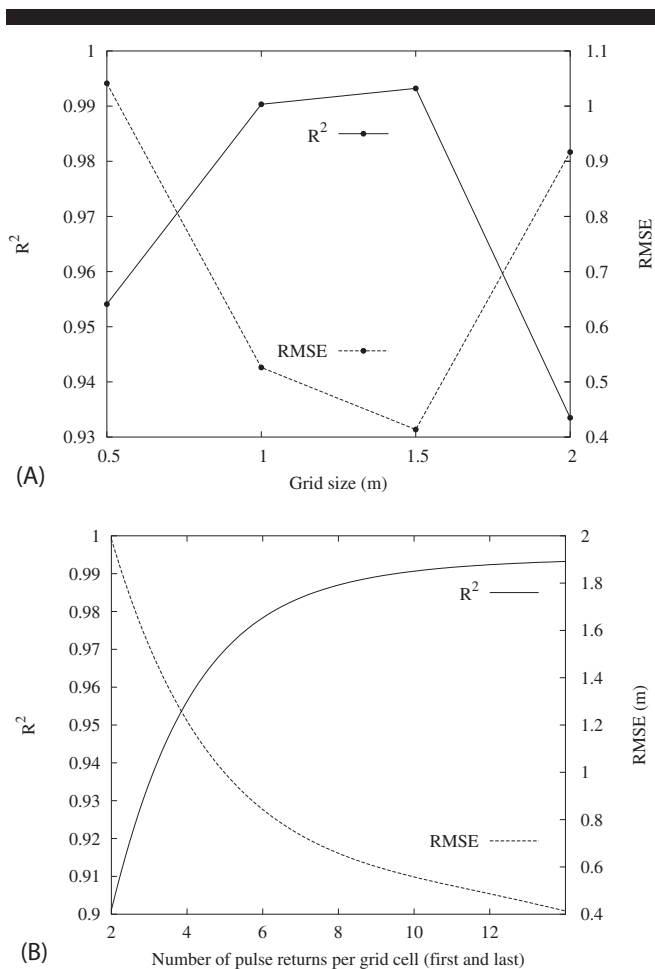 1
0.99
0.98
0.97
0.96
0.95
0.94
0.93
R2
1.1
1
0.9
0.8
0.7
0.6
0.5
0.4
RMSE
R2
RMSE
0.5 1 1.5 2
Grid size (m)
(A)
1
0.99
0.98
0.97
0.96
0.95
0.94
0.93
0.92
0.91
0.9
R2
2
1.8
1.6
1.4
1.2
1
0.8
0.6
0.4
RMSE (m)
R2
RMSE
2 4 6 8 10 12
Number of pulse returns per grid cell (first and last)
(B)